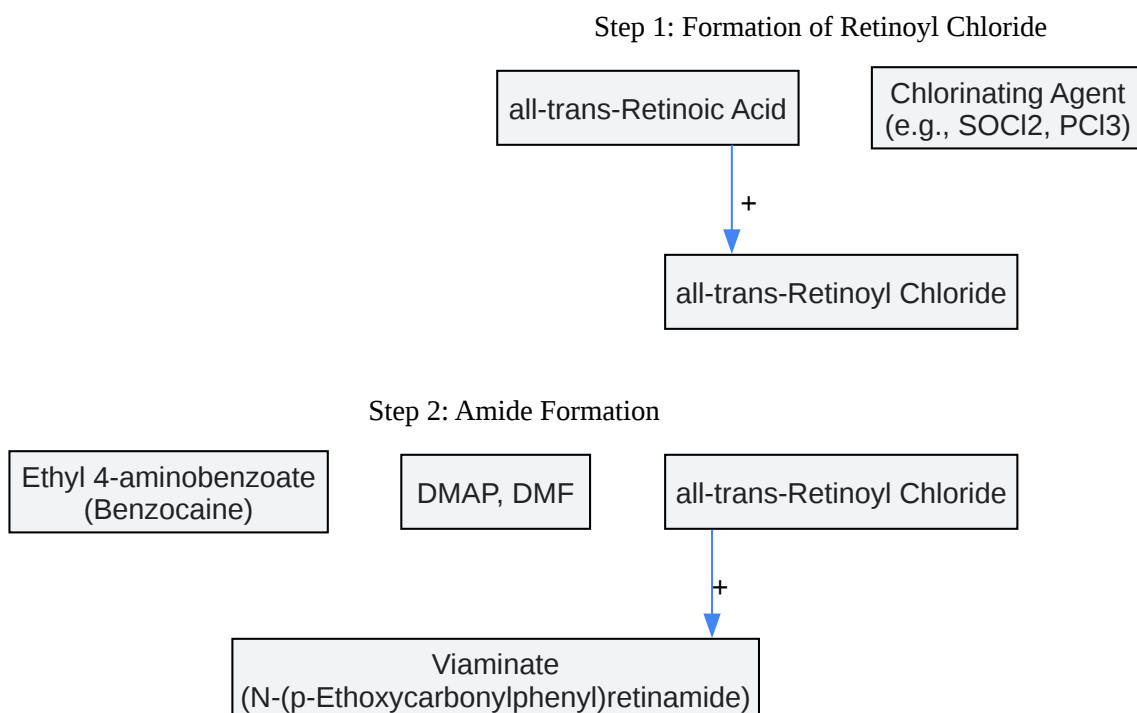 Step 1: Formation of Retinoyl Chloride
all-trans-Retinoic Acid
Chlorinating Agent
(e.g., SOCl2, PCl3)
+
all-trans-Retinoyl Chloride
Step 2: Amide Formation
Ethyl 4-aminobenzoate
(Benzocaine)
DMAP, DMF
all-trans-Retinoyl Chloride
+
Viaminate
(N-(p-Ethoxycarbonylphenyl)retinamide)